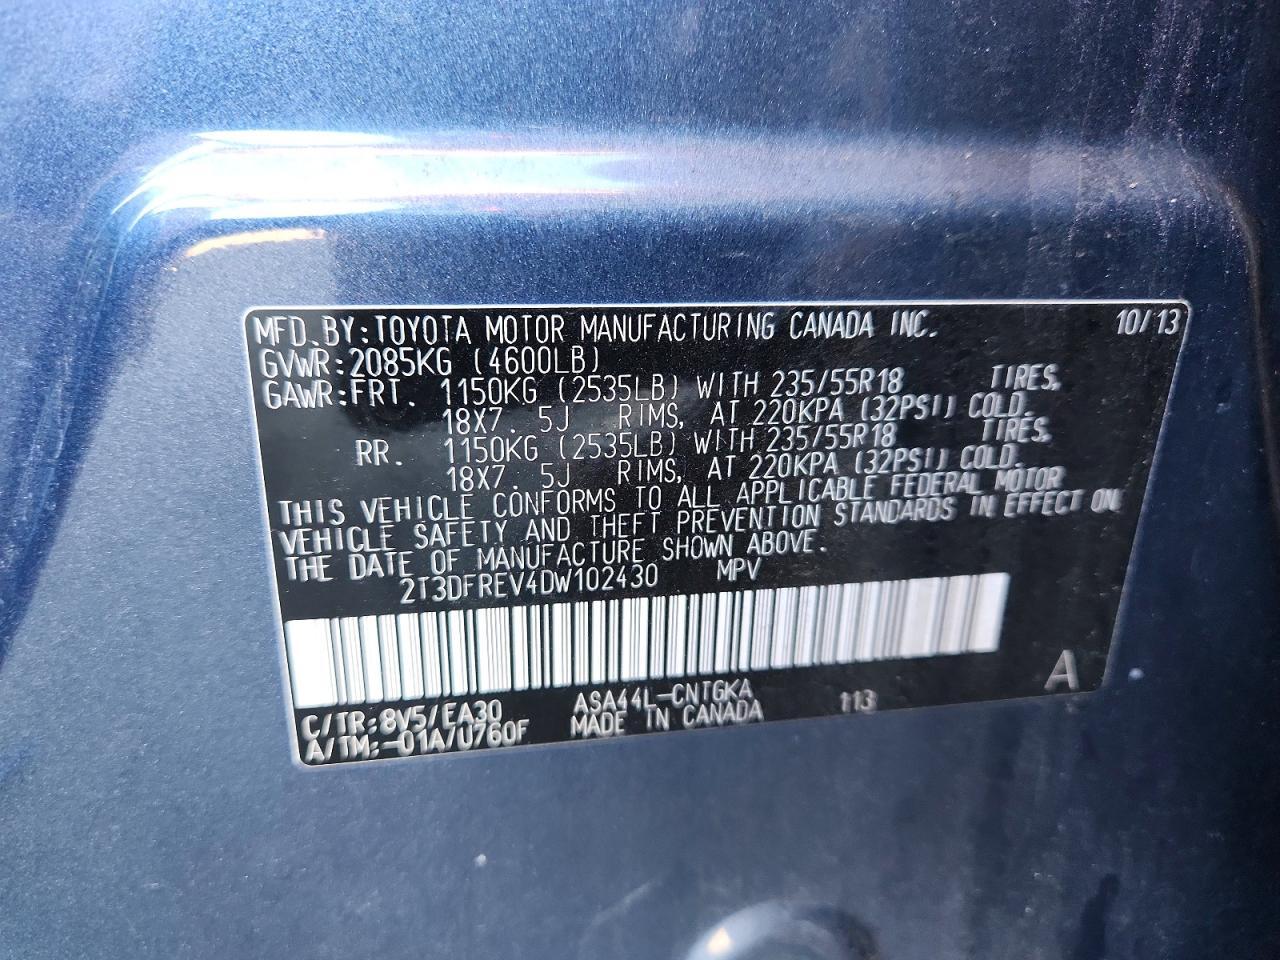 MFD.BY:TOYOTA MOTOR MANUFACTURING CANADA INC. 10/13
GVWR:2085KG (4600LB)
GAWR:FRT. 1150KG (2535LB) WITH 235/55R18 TIRES,
18X7. 5J RIMS, AT 220KPA (32PSI) COLD.
RR. 1150KG (2535LB) WITH 235/55R18 TIRES,
18X7. 5J RIMS, AT 220KPA (32PSI) COLD.
THIS VEHICLE CONFORMS TO ALL APPLICABLE FEDERAL MOTOR
VEHICLE SAFETY AND THEFT PREVENTION STANDARDS IN EFFECT ON
THE DATE OF MANUFACTURE SHOWN ABOVE.
2T3DFREV4DW102430 MPV
A
C/TR:8V5/EA30 ASA44L-CNTGKA 113
A/TM:-01A/U760F MADE IN CANADA